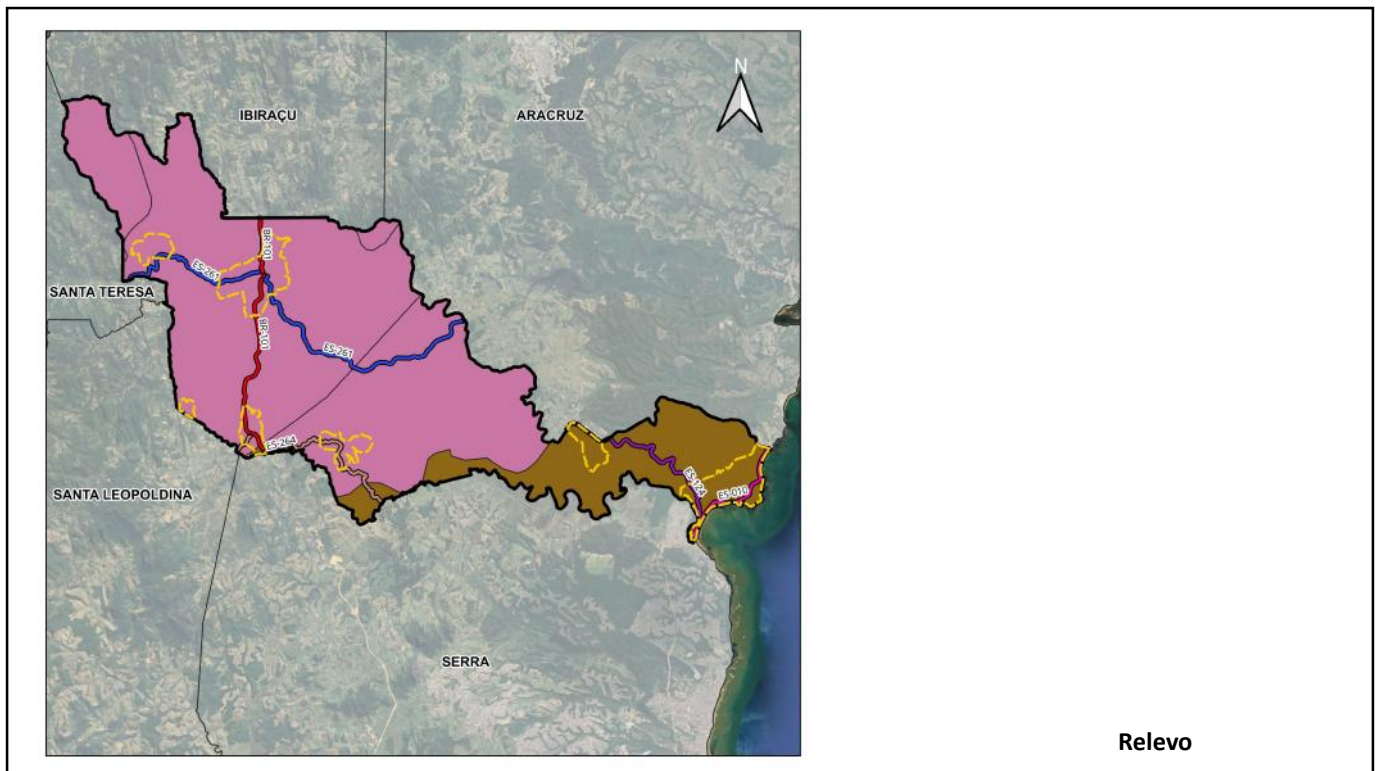 N
IBIRAÇU
ARACRUZ
BR-101
ES-261
SANTA TERESA
BR-101
ES-261
ES-264
ES-124
SANTA LEOPOLDINA
ES-010
SERRA
Relevo